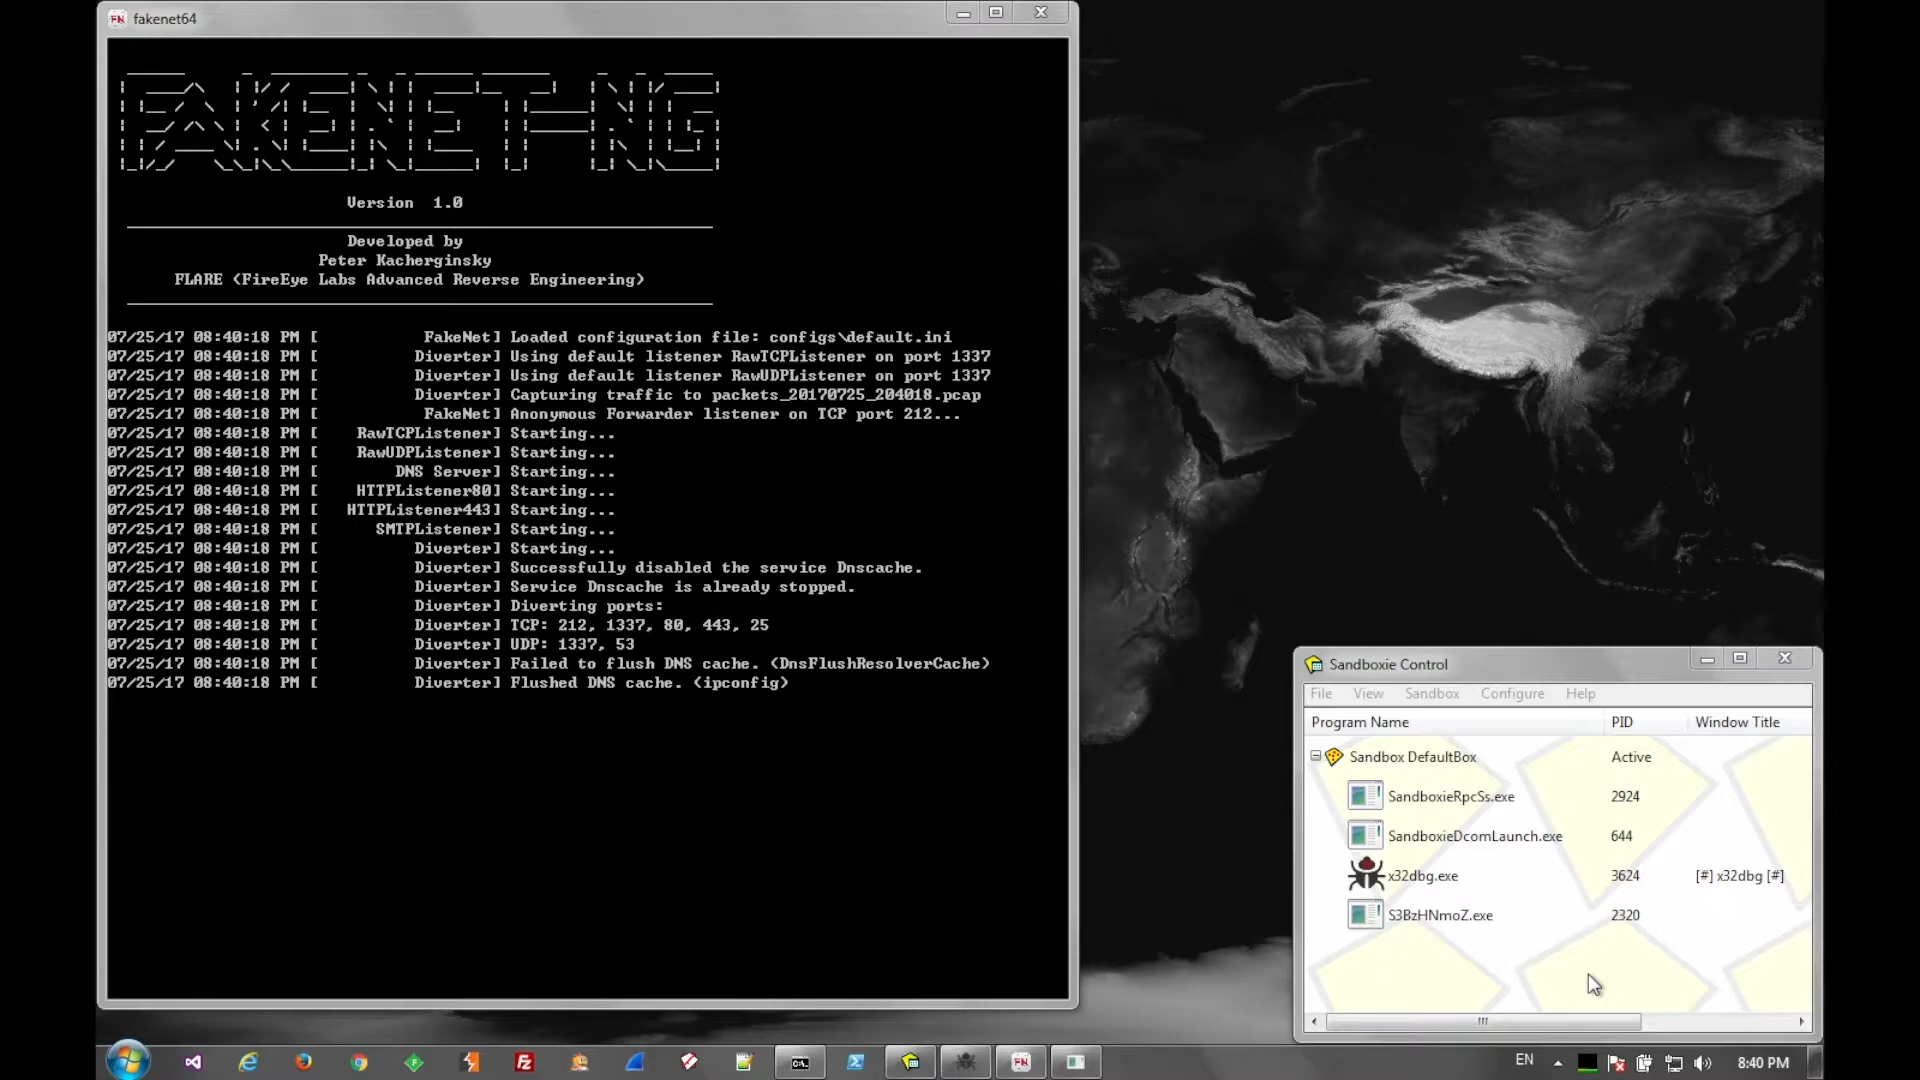 fakenet64
FAKENET-NG
Version 1.0
Developed by
Peter Kacherginsky
FLARE (FireEye Labs Advanced Reverse Engineering)
07/25/17 08:40:18 PM [ FakeNet] Loaded configuration file: configs\default.ini
07/25/17 08:40:18 PM [ Diverter] Using default listener RawTCPListener on port 1337
07/25/17 08:40:18 PM [ Diverter] Using default listener RawUDPListener on port 1337
07/25/17 08:40:18 PM [ Diverter] Capturing traffic to packets_20170725_204018.pcap
07/25/17 08:40:18 PM [ FakeNet] Anonymous Forwarder listener on TCP port 212...
07/25/17 08:40:18 PM [ RawTCPListener] Starting...
07/25/17 08:40:18 PM [ RawUDPListener] Starting...
07/25/17 08:40:18 PM [ DNS Server] Starting...
07/25/17 08:40:18 PM [ HTTPListener80] Starting...
07/25/17 08:40:18 PM [ HTTPListener443] Starting...
07/25/17 08:40:18 PM [ SMTPListener] Starting...
07/25/17 08:40:18 PM [ Diverter] Starting...
07/25/17 08:40:18 PM [ Diverter] Successfully disabled the service Dnscache.
07/25/17 08:40:18 PM [ Diverter] Service Dnscache is already stopped.
07/25/17 08:40:18 PM [ Diverter] Diverting ports:
07/25/17 08:40:18 PM [ Diverter] TCP: 212, 1337, 80, 443, 25
07/25/17 08:40:18 PM [ Diverter] UDP: 1337, 53
07/25/17 08:40:18 PM [ Diverter] Failed to flush DNS cache. (DnsFlushResolverCache)
07/25/17 08:40:18 PM [ Diverter] Flushed DNS cache. (ipconfig)
Sandboxie Control
File View Sandbox Configure Help
Program Name PID Window Title
Sandbox DefaultBox Active
SandboxieRpcSs.exe 2924
SandboxieDcomLaunch.exe 644
x32dbg.exe 3624 [#] x32dbg [#]
S3BzHNmoZ.exe 2320
EN 8:40 PM